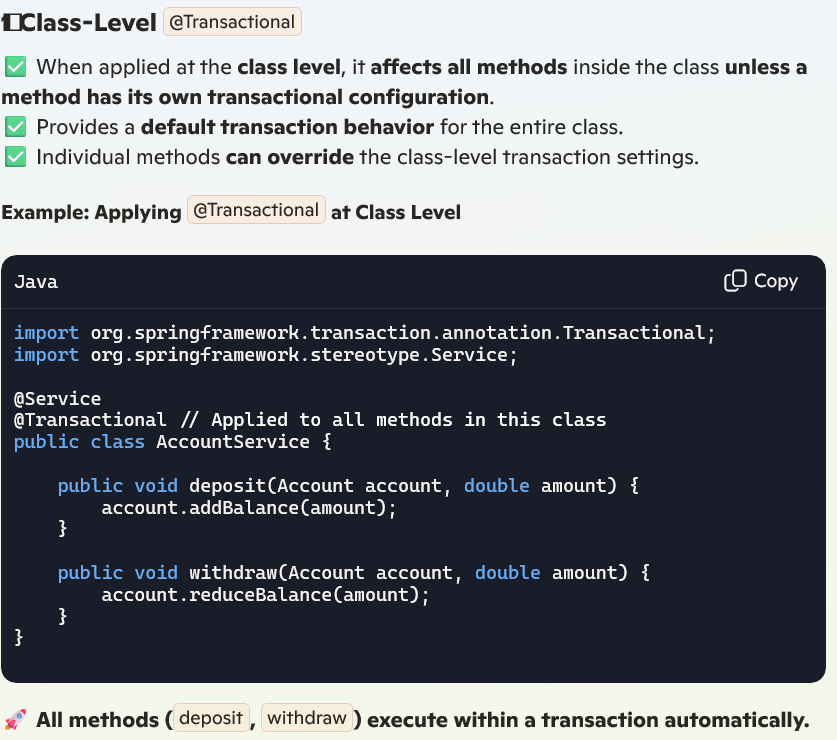 1️⃣Class-Level @Transactional
✅ When applied at the class level, it affects all methods inside the class unless a
method has its own transactional configuration.
✅ Provides a default transaction behavior for the entire class.
✅ Individual methods can override the class-level transaction settings.
Example: Applying @Transactional at Class Level
Java Copy
import org.springframework.transaction.annotation.Transactional;
import org.springframework.stereotype.Service;
@Service
@Transactional // Applied to all methods in this class
public class AccountService {
    public void deposit(Account account, double amount) {
        account.addBalance(amount);
    }
    public void withdraw(Account account, double amount) {
        account.reduceBalance(amount);
    }
}
🚀 All methods (deposit, withdraw) execute within a transaction automatically.